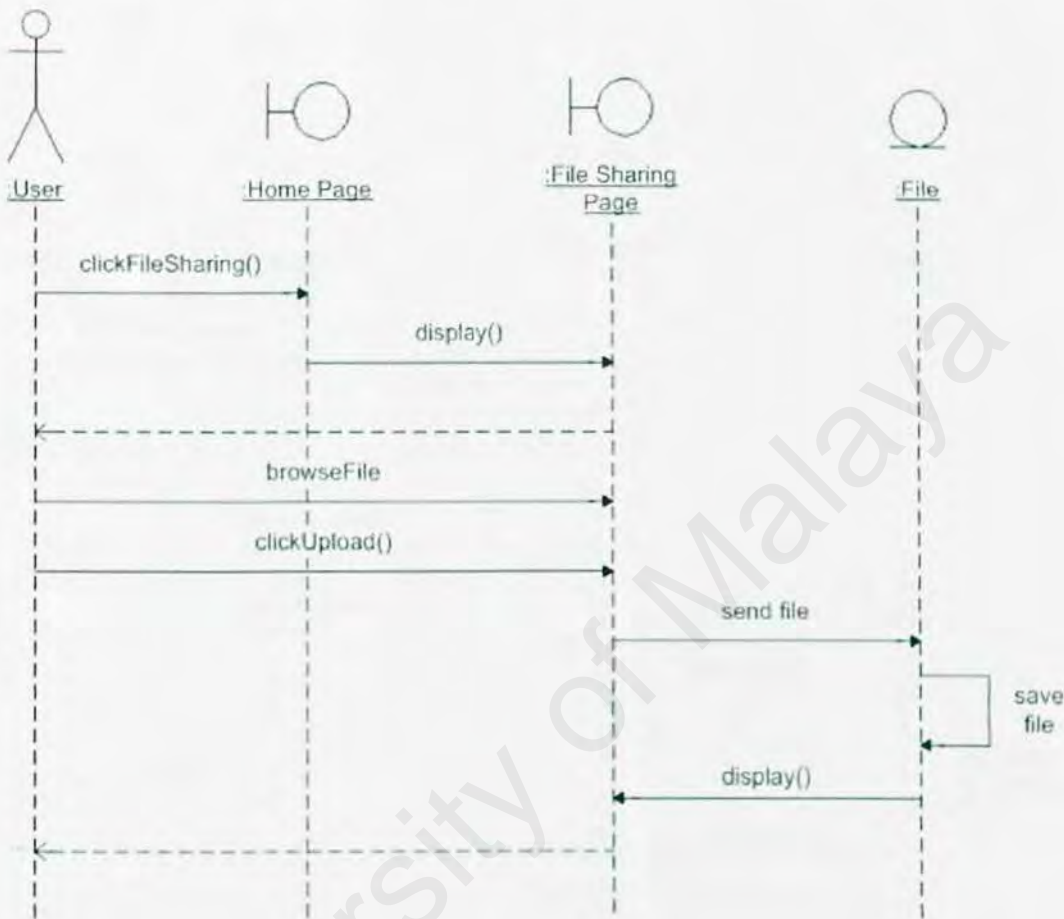 :User
:Home Page
:File Sharing
Page
:File
clickFileSharing()
display()
browseFile
clickUpload()
send file
save
file
display()
University of Malaya